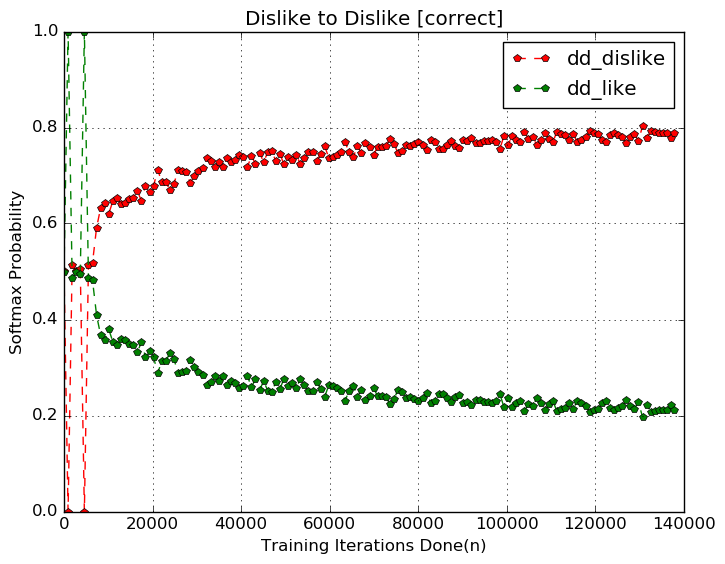 Dislike to Dislike [correct]
dd_dislike
dd_like
1.0
0.8
0.6
0.4
0.2
0.0
Softmax Probability
0 20000 40000 60000 80000 100000 120000 140000
Training Iterations Done(n)